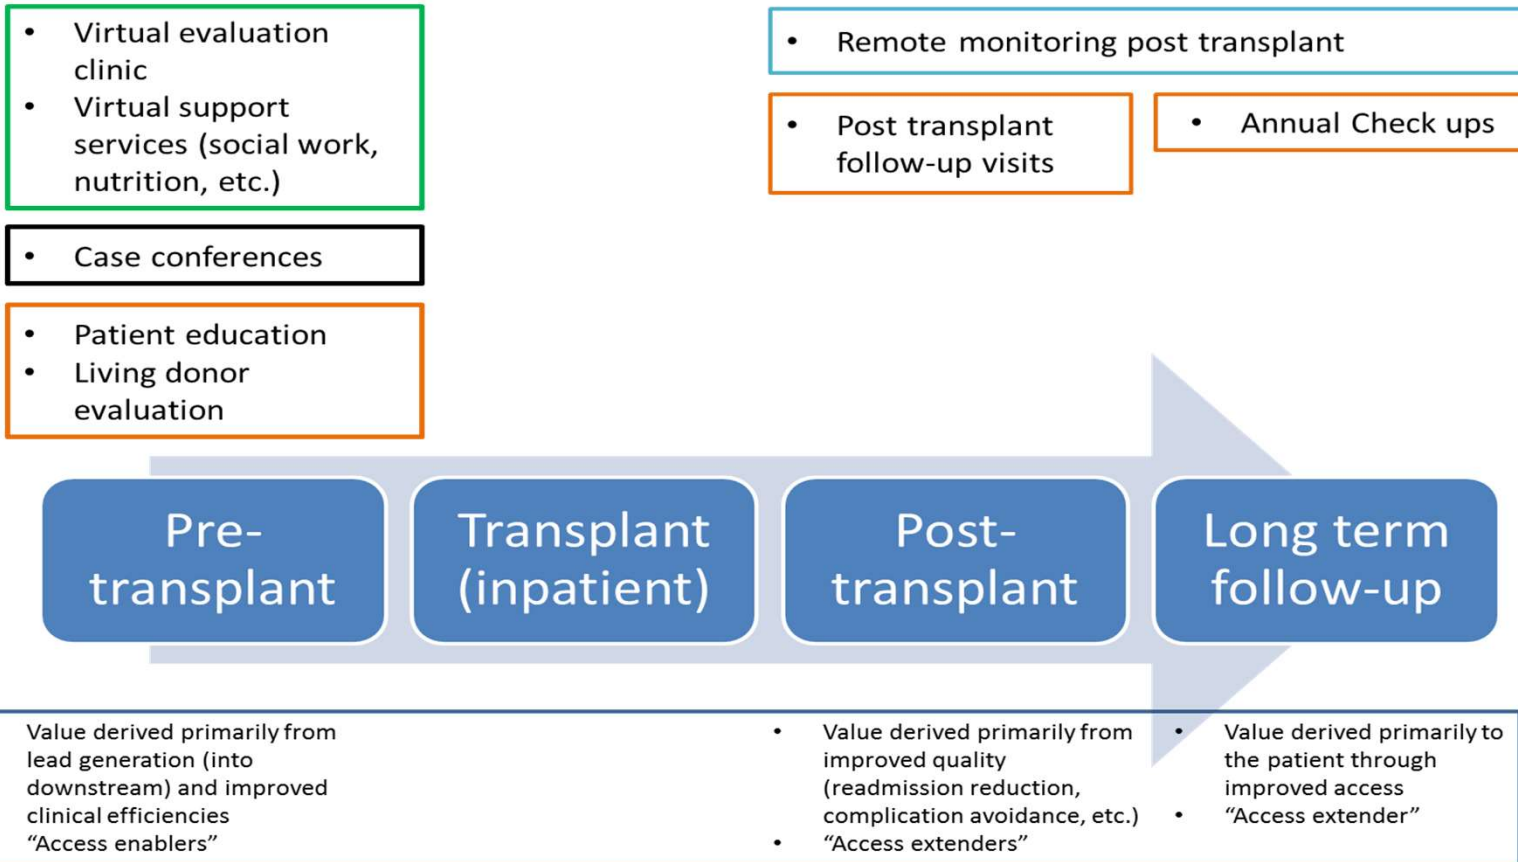 • Virtual evaluation
clinic
• Virtual support
services (social work,
nutrition, etc.)
• Case conferences
• Patient education
• Living donor
evaluation
• Remote monitoring post transplant
• Post transplant
follow-up visits
• Annual Check ups
Pre-
transplant
Transplant
(inpatient)
Post-
transplant
Long term
follow-up
Value derived primarily from
lead generation (into
downstream) and improved
clinical efficiencies
“Access enablers”
• Value derived primarily from
improved quality
(readmission reduction,
complication avoidance, etc.)
• “Access extenders”
• Value derived primarily to
the patient through
improved access
• “Access extender”